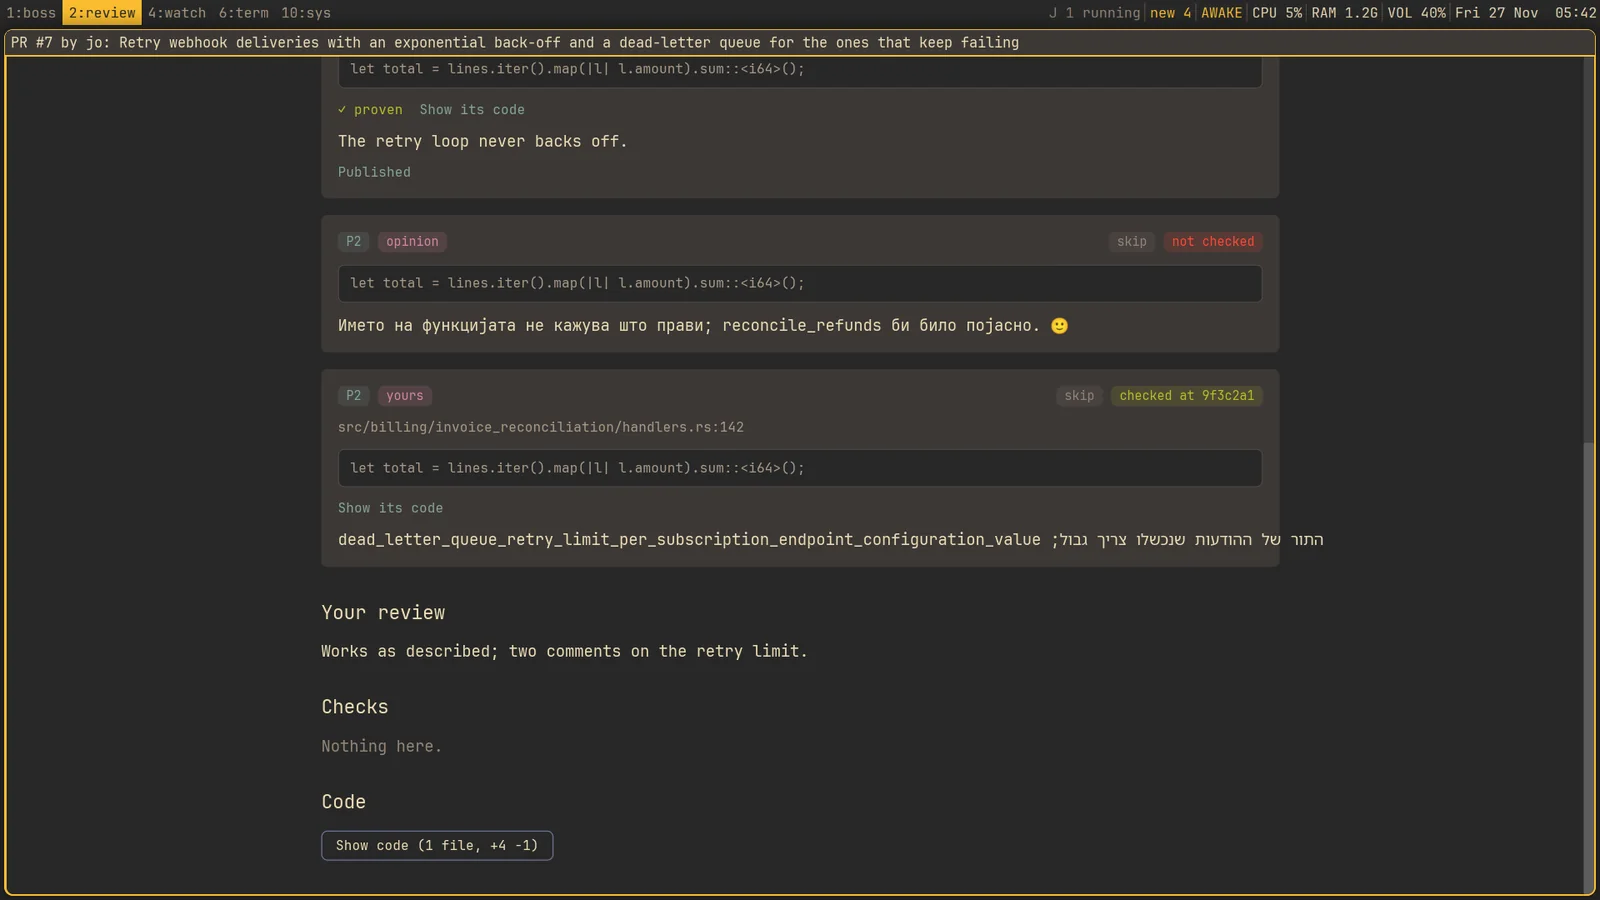 1:boss 2:review 4:watch 6:term 10:sys J 1 running new 4 AWAKE CPU 5% RAM 1.2G VOL 40% Fri 27 Nov 05:42
PR #7 by jo: Retry webhook deliveries with an exponential back-off and a dead-letter queue for the ones that keep failing
let total = lines.iter().map(|l| l.amount).sum::<i64>();
✓ proven Show its code
The retry loop never backs off.
Published
P2 opinion skip not checked
let total = lines.iter().map(|l| l.amount).sum::<i64>();
Името на функцијата не кажува што прави; reconcile_refunds би било појасно. 🙂
P2 yours skip checked at 9f3c2a1
src/billing/invoice_reconciliation/handlers.rs:142
let total = lines.iter().map(|l| l.amount).sum::<i64>();
Show its code
התור של ההודעות שנכשלו צריך גבול; dead_letter_queue_retry_limit_per_subscription_endpoint_configuration_value
Your review
Works as described; two comments on the retry limit.
Checks
Nothing here.
Code
Show code (1 file, +4 -1)